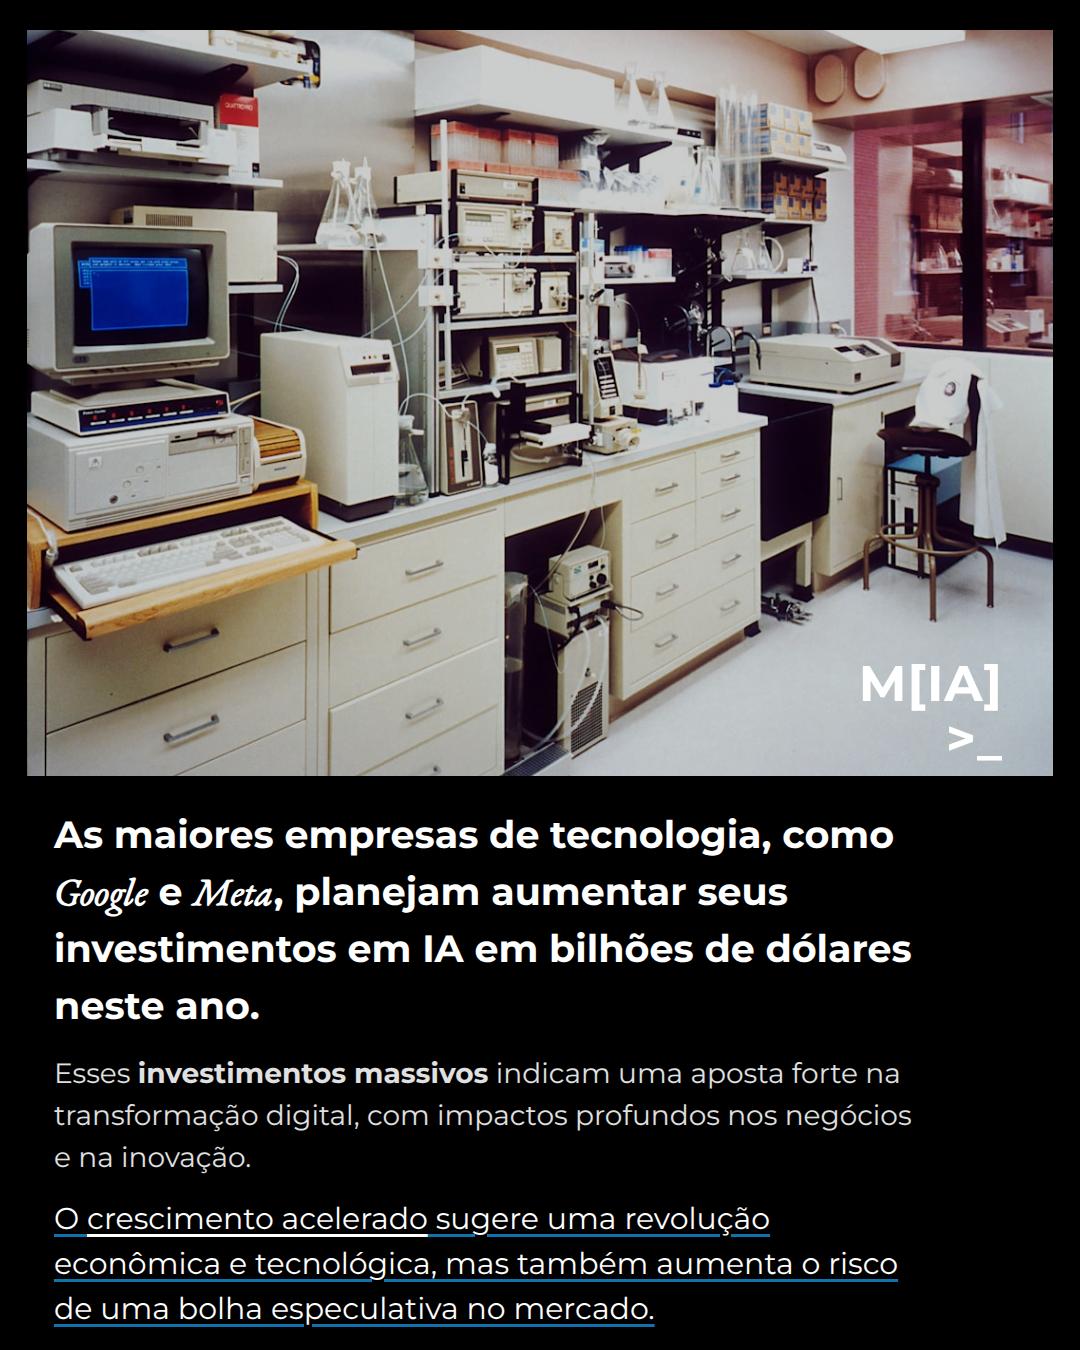 QUATTRO PRO
M[IA]
>_
As maiores empresas de tecnologia, como
Google e Meta, planejam aumentar seus
investimentos em IA em bilhões de dólares
neste ano.
Esses investimentos massivos indicam uma aposta forte na
transformação digital, com impactos profundos nos negócios
e na inovação.
O crescimento acelerado sugere uma revolução
econômica e tecnológica, mas também aumenta o risco
de uma bolha especulativa no mercado.